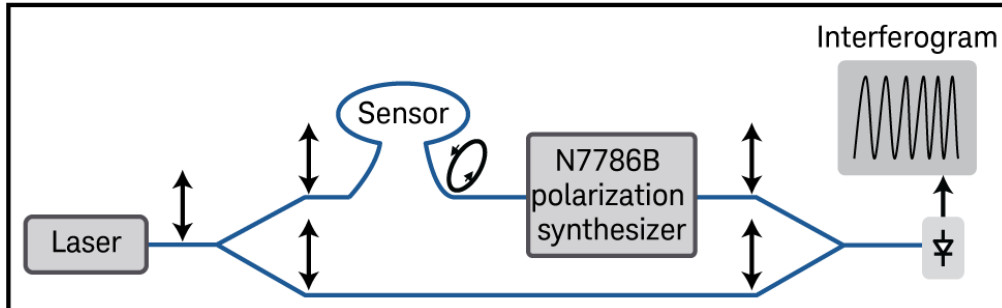 Interferogram
Sensor
N7786B
polarization
synthesizer
Laser